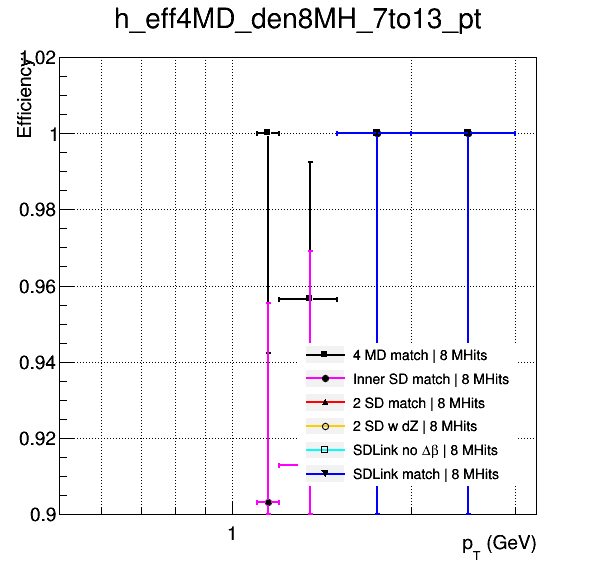 h_eff4MD_den8MH_7to13_pt
Efficiency
1.02
1
0.98
0.96
0.94
0.92
0.9
4 MD match | 8 MHits
Inner SD match | 8 MHits
2 SD match | 8 MHits
2 SD w dZ | 8 MHits
SDLink no Δβ | 8 MHits
SDLink match | 8 MHits
1
p_T (GeV)